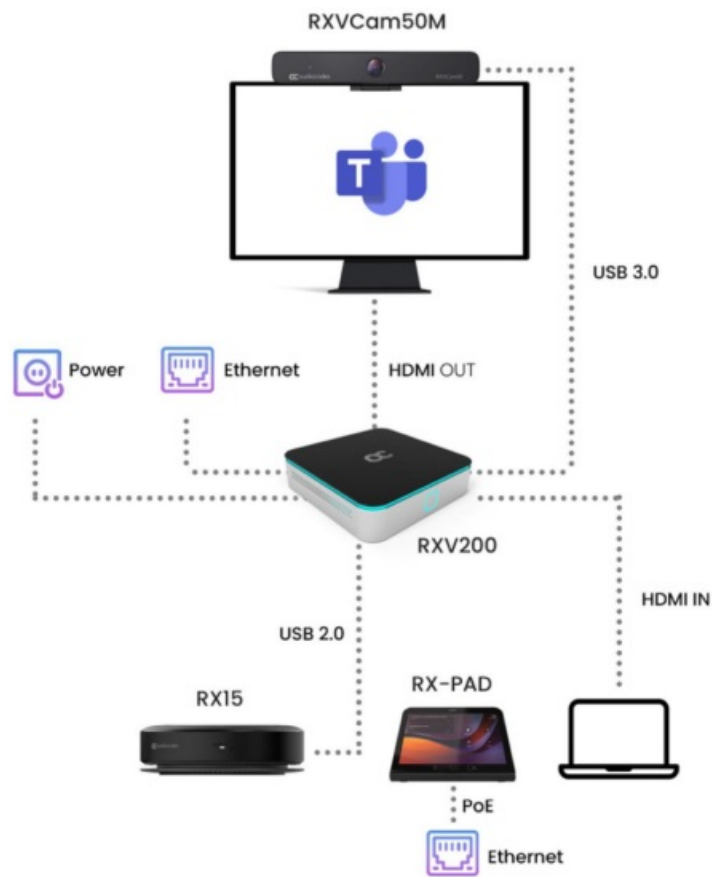 RXVCam50M
T
USB 3.0
Power
Ethernet
HDMI OUT
RXV200
HDMI IN
USB 2.0
RX15
RX-PAD
PoE
Ethernet